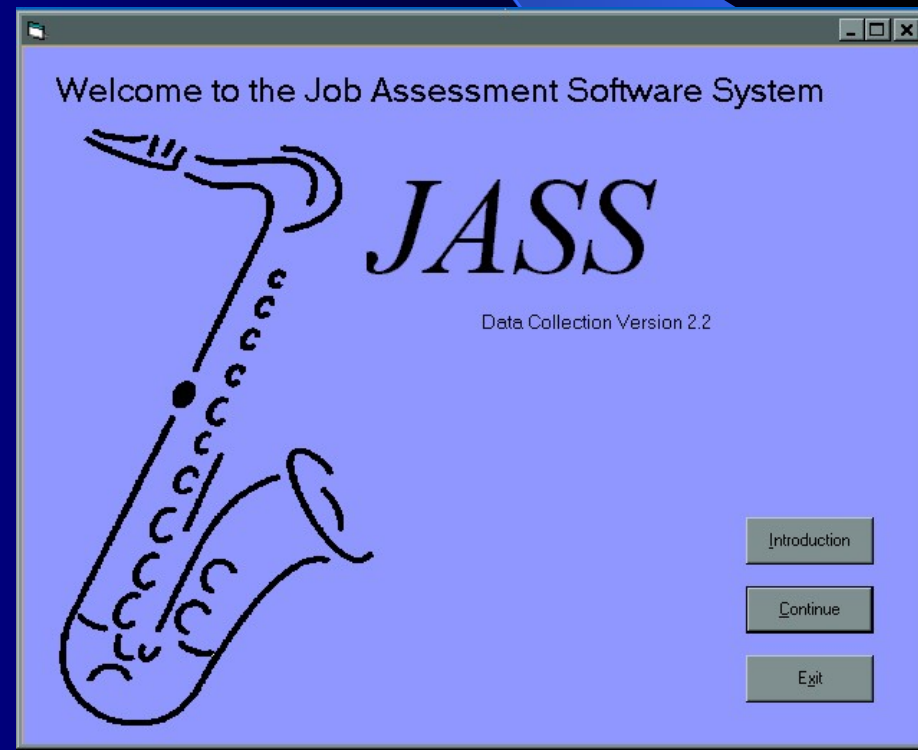 Welcome to the Job Assessment Software System
JASS
Data Collection Version 2.2
Introduction
Continue
Exit